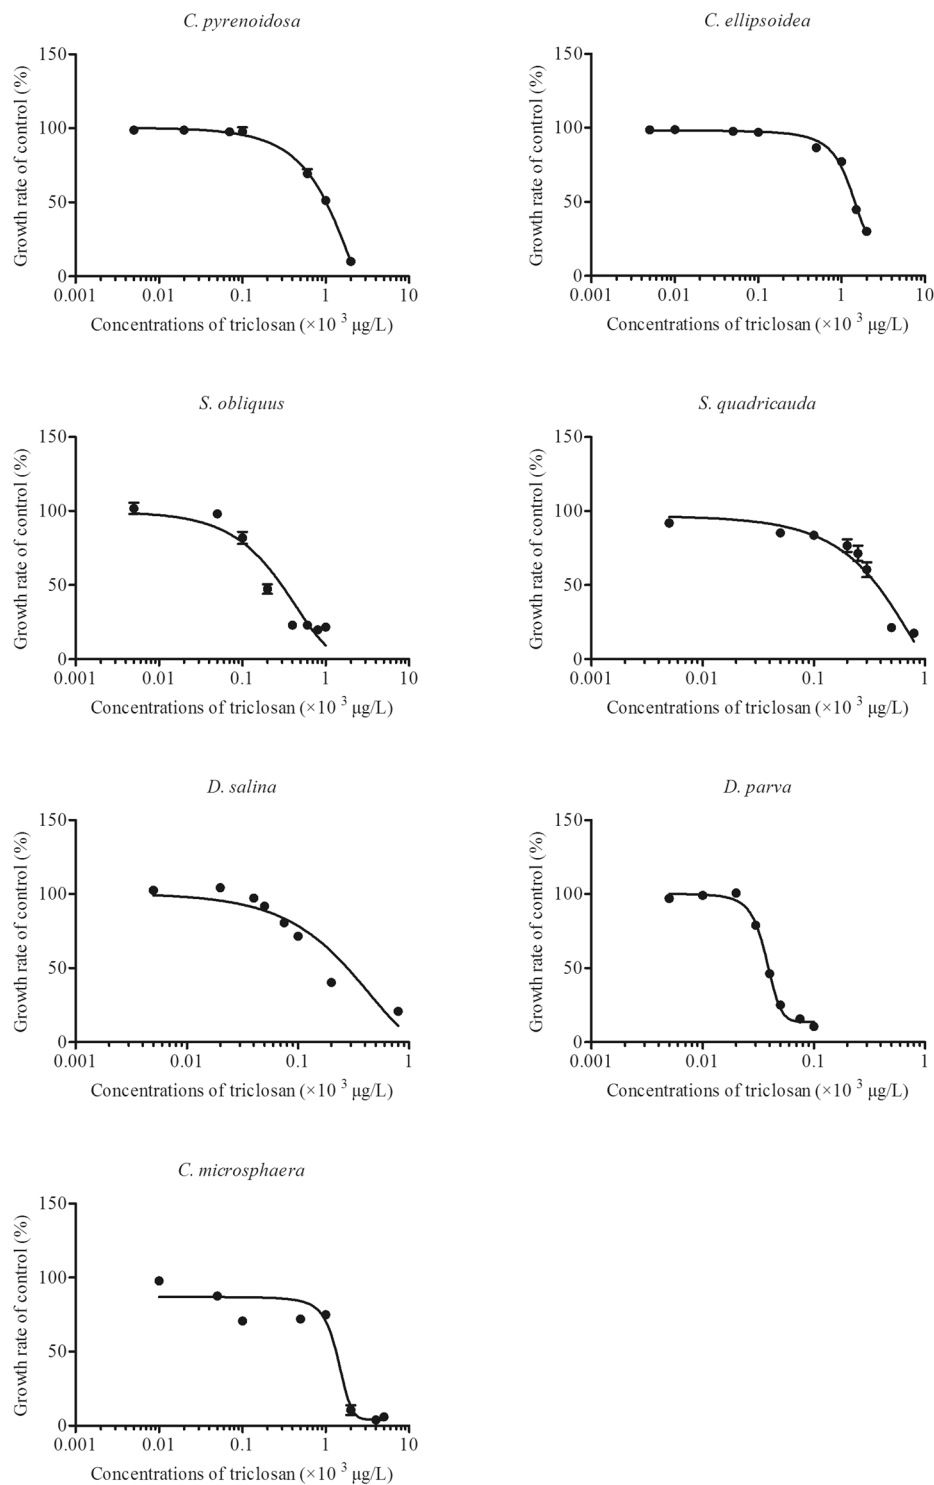 C. pyrenoidosa
Growth rate of control (%)
150
100
50
0
0.001 0.01 0.1 1 10
Concentrations of triclosan (×10 3 μg/L)
C. ellipsoidea
Growth rate of control (%)
150
100
50
0
0.001 0.01 0.1 1 10
Concentrations of triclosan (×10 3 μg/L)
S. obliquus
Growth rate of control (%)
150
100
50
0
0.001 0.01 0.1 1 10
Concentrations of triclosan (×10 3 μg/L)
S. quadricauda
Growth rate of control (%)
150
100
50
0
0.001 0.01 0.1 1
Concentrations of triclosan (×10 3 μg/L)
D. salina
Growth rate of control (%)
150
100
50
0
0.001 0.01 0.1 1
Concentrations of triclosan (×10 3 μg/L)
D. parva
Growth rate of control (%)
150
100
50
0
0.001 0.01 0.1 1
Concentrations of triclosan (×10 3 μg/L)
C. microsphaera
Growth rate of control (%)
150
100
50
0
0.001 0.01 0.1 1 10
Concentrations of triclosan (×10 3 μg/L)